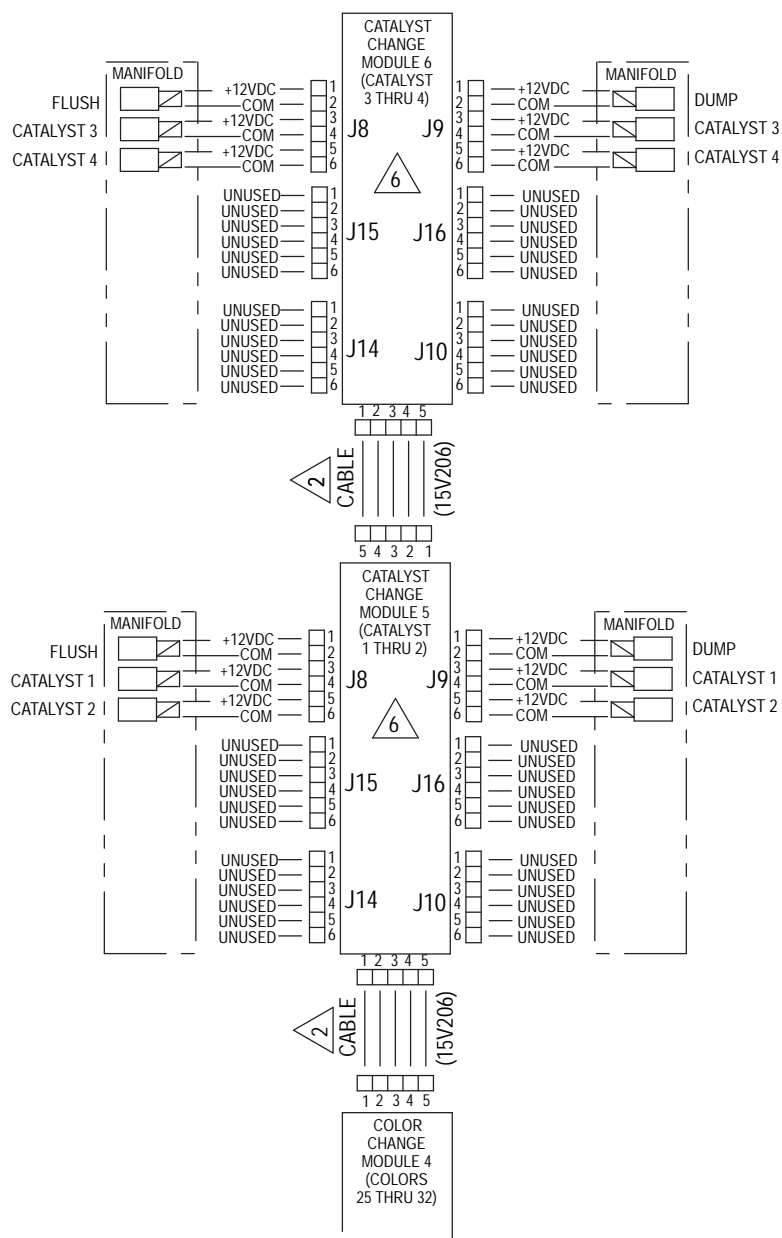 CATALYST
CHANGE
MODULE 6
(CATALYST
3 THRU 4)
MANIFOLD
MANIFOLD
FLUSH +12VDC 1 1 +12VDC DUMP
COM 2 2 COM
CATALYST 3 +12VDC 3 J8 J9 3 +12VDC CATALYST 3
COM 4 4 COM
CATALYST 4 +12VDC 5 5 +12VDC CATALYST 4
COM 6 6 6 COM
UNUSED 1 1 UNUSED
UNUSED 2 2 UNUSED
UNUSED 3 J15 J16 3 UNUSED
UNUSED 4 4 UNUSED
UNUSED 5 5 UNUSED
UNUSED 6 6 UNUSED
UNUSED 1 1 UNUSED
UNUSED 2 2 UNUSED
UNUSED 3 J14 J10 3 UNUSED
UNUSED 4 4 UNUSED
UNUSED 5 5 UNUSED
UNUSED 6 6 UNUSED
1 2 3 4 5
2 CABLE (15V206)
5 4 3 2 1
CATALYST
CHANGE
MODULE 5
(CATALYST
1 THRU 2)
MANIFOLD
MANIFOLD
FLUSH +12VDC 1 1 +12VDC DUMP
COM 2 2 COM
CATALYST 1 +12VDC 3 J8 J9 3 +12VDC CATALYST 1
COM 4 4 COM
CATALYST 2 +12VDC 5 5 +12VDC CATALYST 2
COM 6 6 6 COM
UNUSED 1 1 UNUSED
UNUSED 2 2 UNUSED
UNUSED 3 J15 J16 3 UNUSED
UNUSED 4 4 UNUSED
UNUSED 5 5 UNUSED
UNUSED 6 6 UNUSED
UNUSED 1 1 UNUSED
UNUSED 2 2 UNUSED
UNUSED 3 J14 J10 3 UNUSED
UNUSED 4 4 UNUSED
UNUSED 5 5 UNUSED
UNUSED 6 6 UNUSED
1 2 3 4 5
2 CABLE (15V206)
1 2 3 4 5
COLOR
CHANGE
MODULE 4
(COLORS
25 THRU 32)